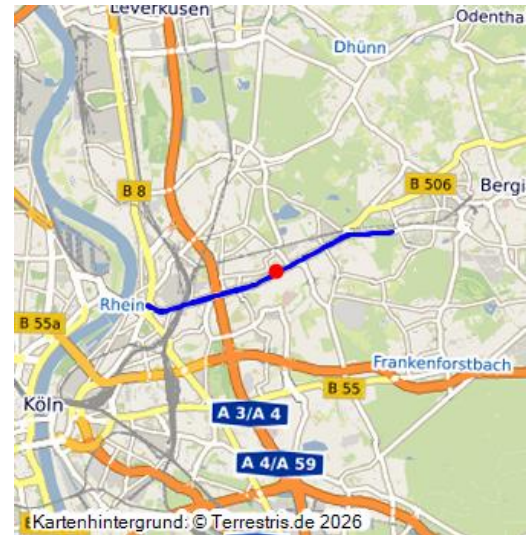 Leverkusen
Odentha
Dhünn
B 8
B 506
Bergi
Rhein
B 55a
Frankenforstbach
B 55
Köln
A 3/A 4
A 4/A 59
Kartenhintergrund: © Terrestris.de 2026